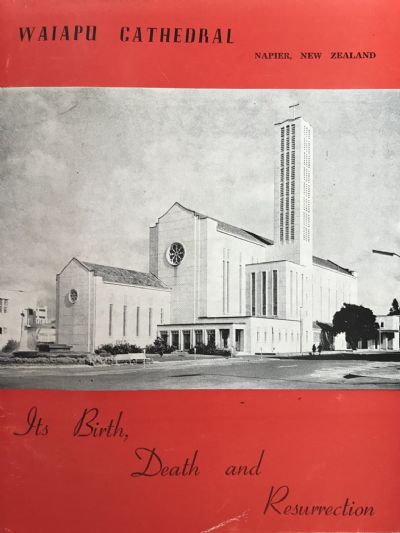 WAIAPU CATHEDRAL
NAPIER, NEW ZEALAND
Its Birth,
Death and
Resurrection